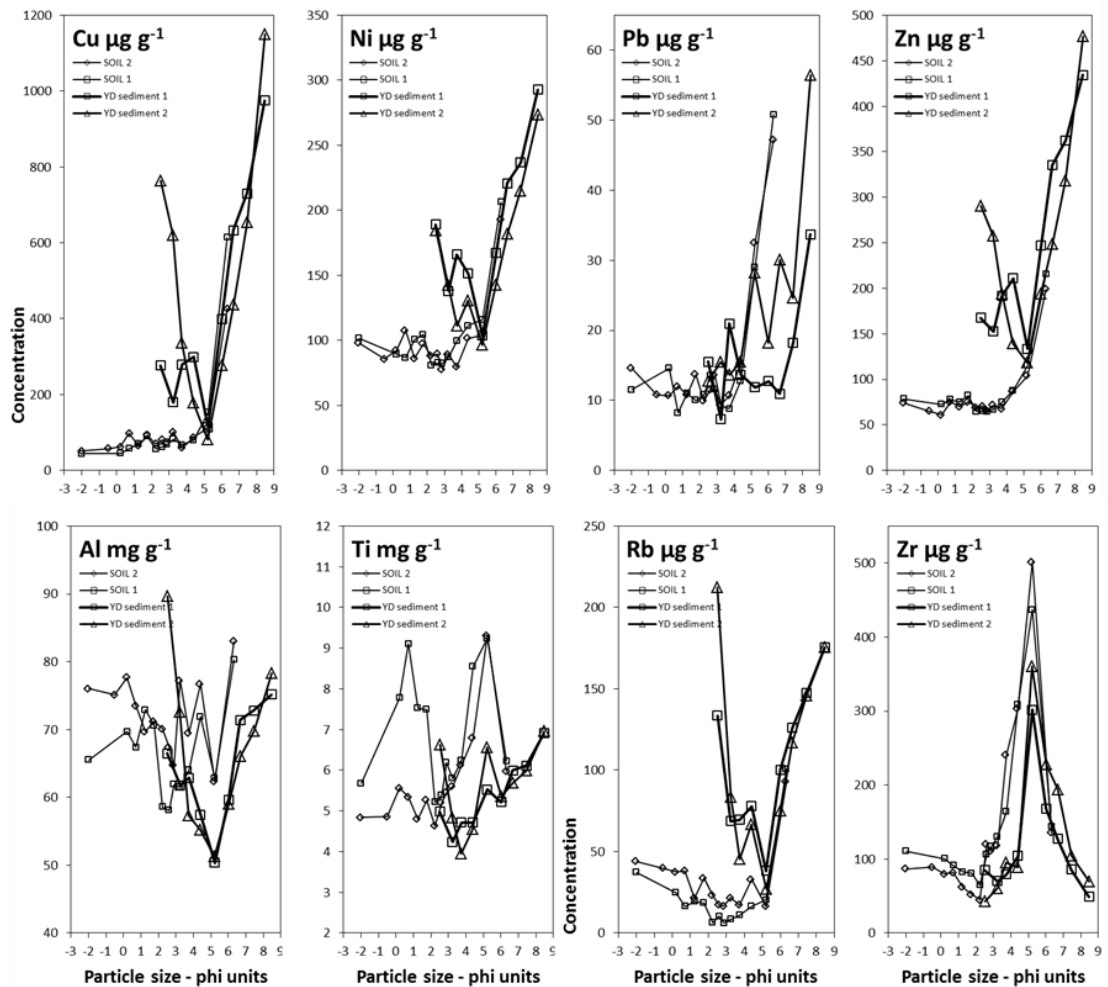 Cu µg g⁻¹
SOIL 2
SOIL 1
YD sediment 1
YD sediment 2
1200
1000
800
600
400
200
0
Concentration
-3 -2 -1 0 1 2 3 4 5 6 7 8 9
Ni µg g⁻¹
SOIL 2
SOIL 1
YD sediment 1
YD sediment 2
350
300
250
200
150
100
50
0
-3 -2 -1 0 1 2 3 4 5 6 7 8 9
Pb µg g⁻¹
SOIL 2
SOIL 1
YD sediment 1
YD sediment 2
60
50
40
30
20
10
0
-3 -2 -1 0 1 2 3 4 5 6 7 8 9
Zn µg g⁻¹
SOIL 2
SOIL 1
YD sediment 1
YD sediment 2
500
450
400
350
300
250
200
150
100
50
0
-3 -2 -1 0 1 2 3 4 5 6 7 8 9
Al mg g⁻¹
SOIL 2
SOIL 1
YD sediment 1
YD sediment 2
100
90
80
70
60
50
40
-3 -2 -1 0 1 2 3 4 5 6 7 8 9
Particle size - phi units
Ti mg g⁻¹
SOIL 2
SOIL 1
YD sediment 1
YD sediment 2
12
11
10
9
8
7
6
5
4
3
2
-3 -2 -1 0 1 2 3 4 5 6 7 8 9
Particle size - phi units
Rb µg g⁻¹
SOIL 2
SOIL 1
YD sediment 1
YD sediment 2
250
200
150
100
50
0
Concentration
-3 -2 -1 0 1 2 3 4 5 6 7 8 9
Particle size - phi units
Zr µg g⁻¹
SOIL 2
SOIL 1
YD sediment 1
YD sediment 2
500
400
300
200
100
0
-3 -2 -1 0 1 2 3 4 5 6 7 8 9
Particle size - phi units